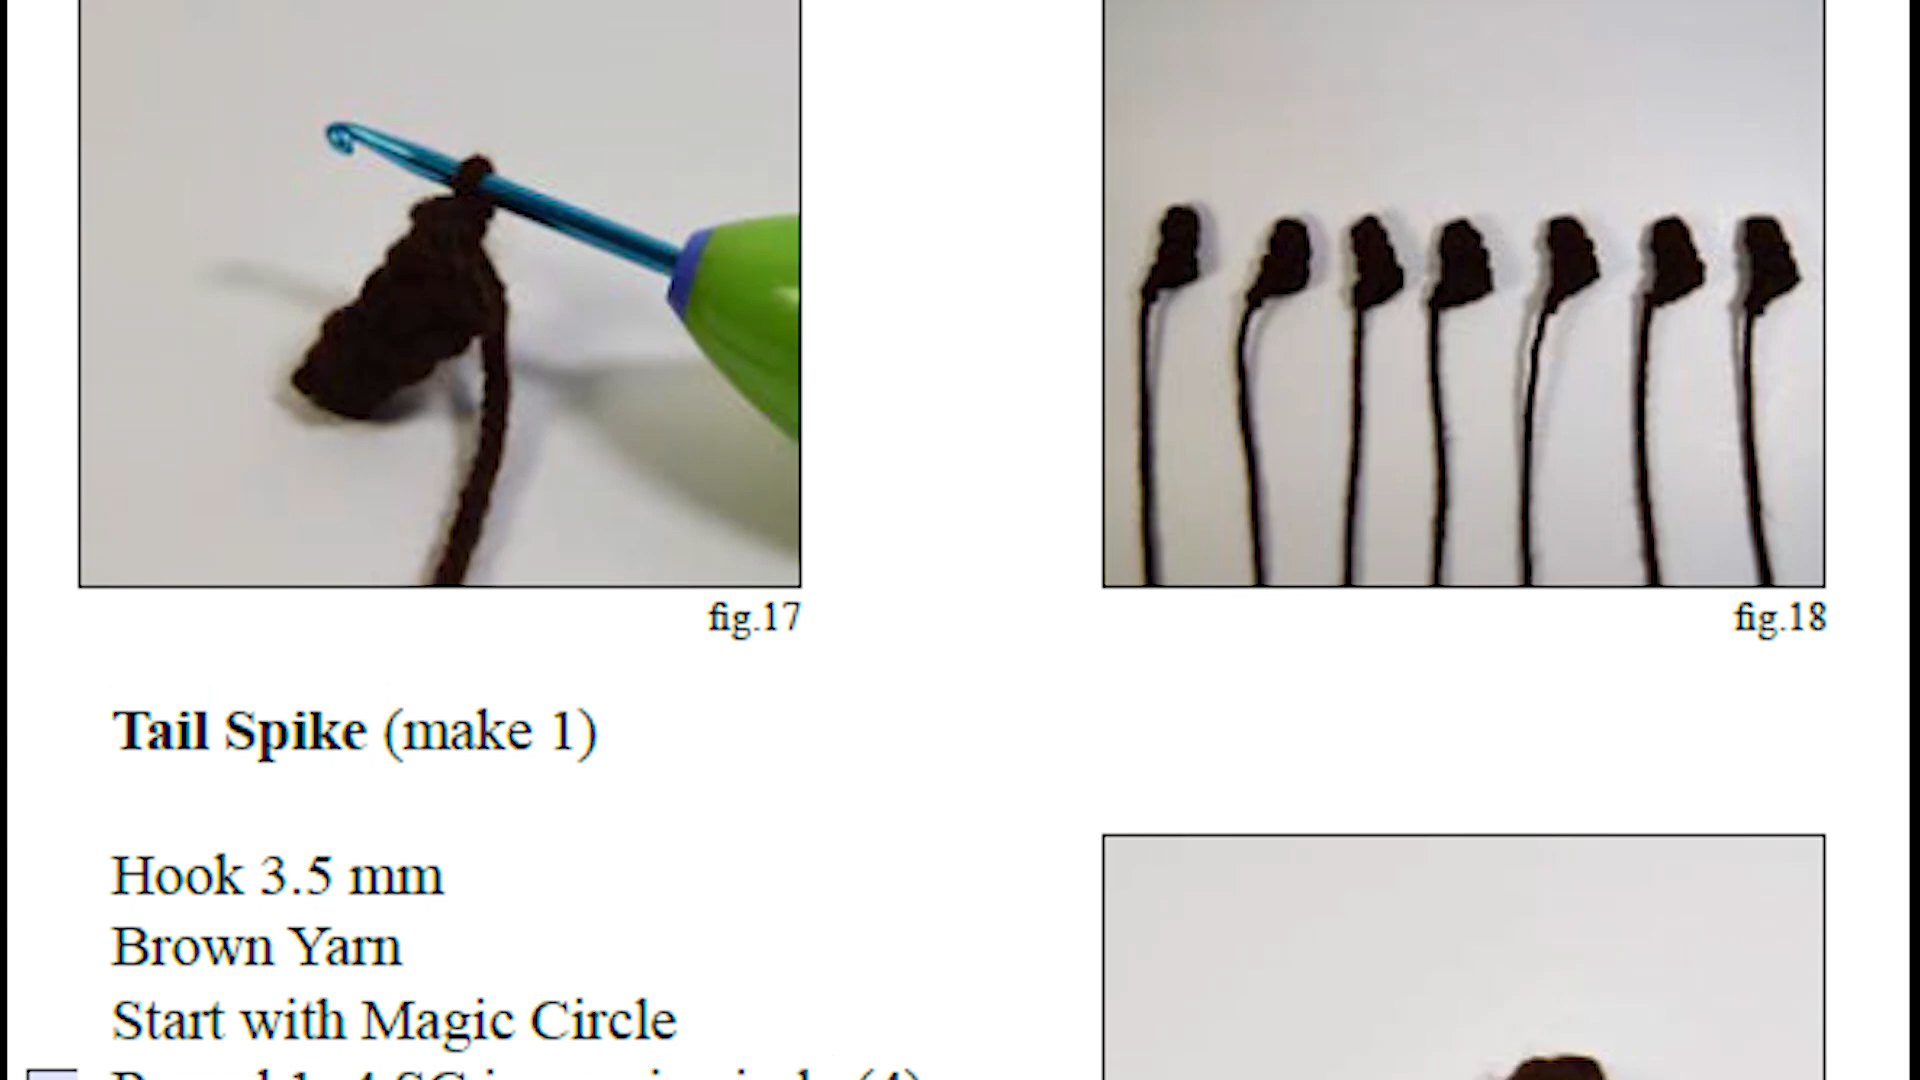 fig.17
fig.18
Tail Spike (make 1)
Hook 3.5 mm
Brown Yarn
Start with Magic Circle